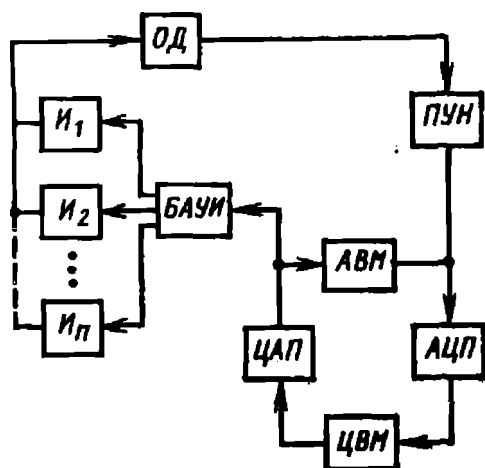 ОД
ПУН
И₁
И₂
БАУИ
АВМ
Иₙ
ЦАП
АЦП
ЦВМ